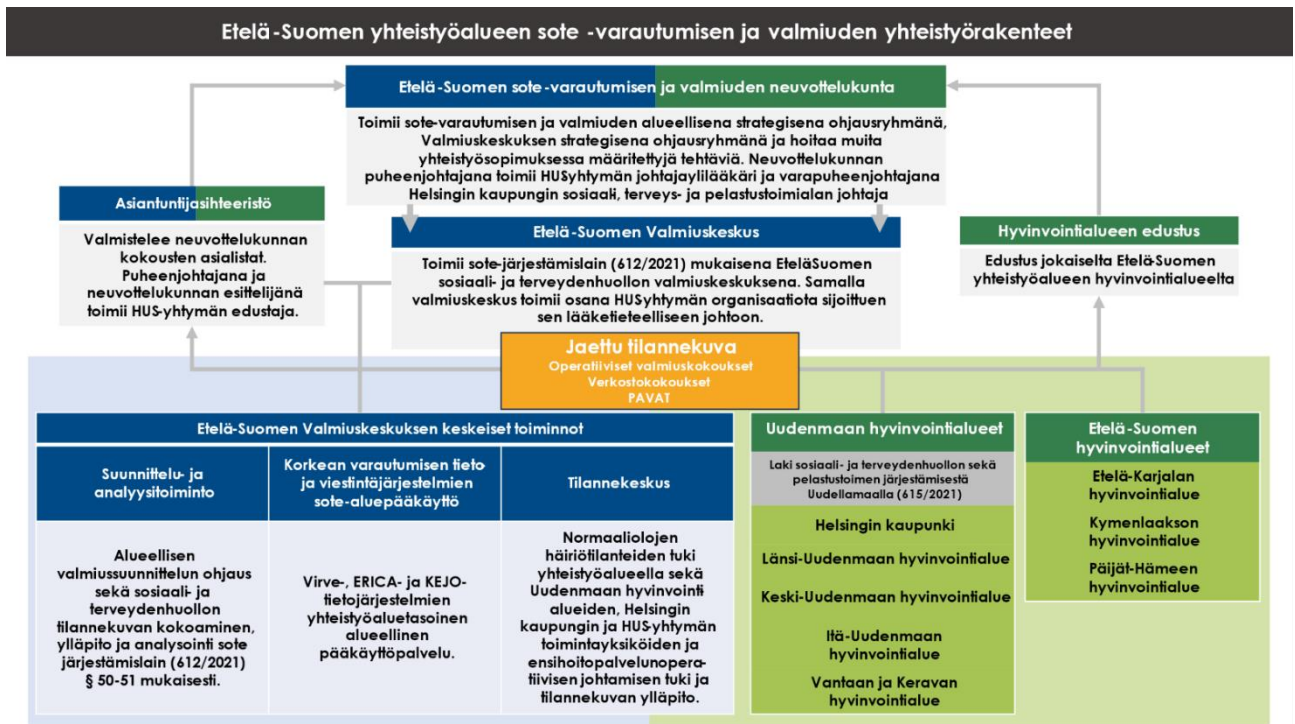 Etelä-Suomen yhteistyöalueen sote -varautumisen ja valmiuden yhteistyörakenteet
Etelä-Suomen sote-varautumisen ja valmiuden neuvottelukunta
Toimii sote-varautumisen ja valmiuden alueellisena strategisena ohjausryhmänä,
Valmiuskeskuksen strategisena ohjausryhmänä ja hoitaa muita
yhteistyösopimuksessa määritettyjä tehtäviä. Neuvottelukunnan
puheenjohtajana toimii HUSyhtymän johtajaylilääkäri ja varapuheenjohtajana
Helsingin kaupungin sosiaali, terveys- ja pelastustoimialan johtaja
Asiantuntijasihteeristö
Valmistelee neuvottelukunnan
kokousten asialistat.
Puheenjohtajana ja
neuvottelukunnan esittelijänä
toimii HUS-yhtymän edustaja.
Etelä-Suomen Valmiuskeskus
Toimii sote-järjestämislain (612/2021) mukaisena EteläSuomen
sosiaali- ja terveydenhuollon valmiuskeskuksena. Samalla
valmiuskeskus toimii osana HUSyhtymän organisaatiota sijoittuen
sen lääketieteelliseen johtoon.
Hyvinvointialueen edustus
Edustus jokaiselta EteläSuomen
yhteistyöalueen hyvinvointialueelta
Jaettu tilannekuva
Operatiiviset valmiuskokoukset
Verkostokokoukset
PAVAT
Etelä-Suomen Valmiuskeskuksen keskeiset toiminnot
Suunnittelu- ja
analyysitoiminto
Alueellisen
valmiussuunnittelun ohjaus
sekä sosiaali- ja
terveydenhuollon
tilannekuvan kokoaminen,
ylläpito ja analysointi sote
järjestämislain (612/2021)
§ 50-51 mukaisesti.
Korkean varautumisen tieto
ja viestintäjärjestelmien
sote-aluepääkäyttö
Virve-, ERICA- ja KEJO-
tietojärjestelmien
yhteistyöaluetasoinen
alueellinen
pääkäyttöpalvelu.
Tilannekeskus
Normaaliolojen
häiriötilanteiden tuki
yhteistyöalueella sekä
Uudenmaan hyvinvointi
alueiden, Helsingin
kaupungin ja HUS-yhtymän
toimintayksiköiden ja
ensihoitopalvelunopera-
tiivisen johtamisen tuki ja
tilannekuvan ylläpito.
Uudenmaan hyvinvointialueet
Laki sosiaali- ja terveydenhuollon sekä
pelastustoimen järjestämisestä
Uudellamaalla (615/2021)
Helsingin kaupunki
Länsi-Uudenmaan hyvinvointialue
Keski-Uudenmaan hyvinvointialue
Itä-Uudenmaan
hyvinvointialue
Vantaan ja Keravan
hyvinvointialue
Etelä-Suomen
hyvinvointialueet
Etelä-Karjalan
hyvinvointialue
Kymenlaakson
hyvinvointialue
Päijät-Hämeen
hyvinvointialue